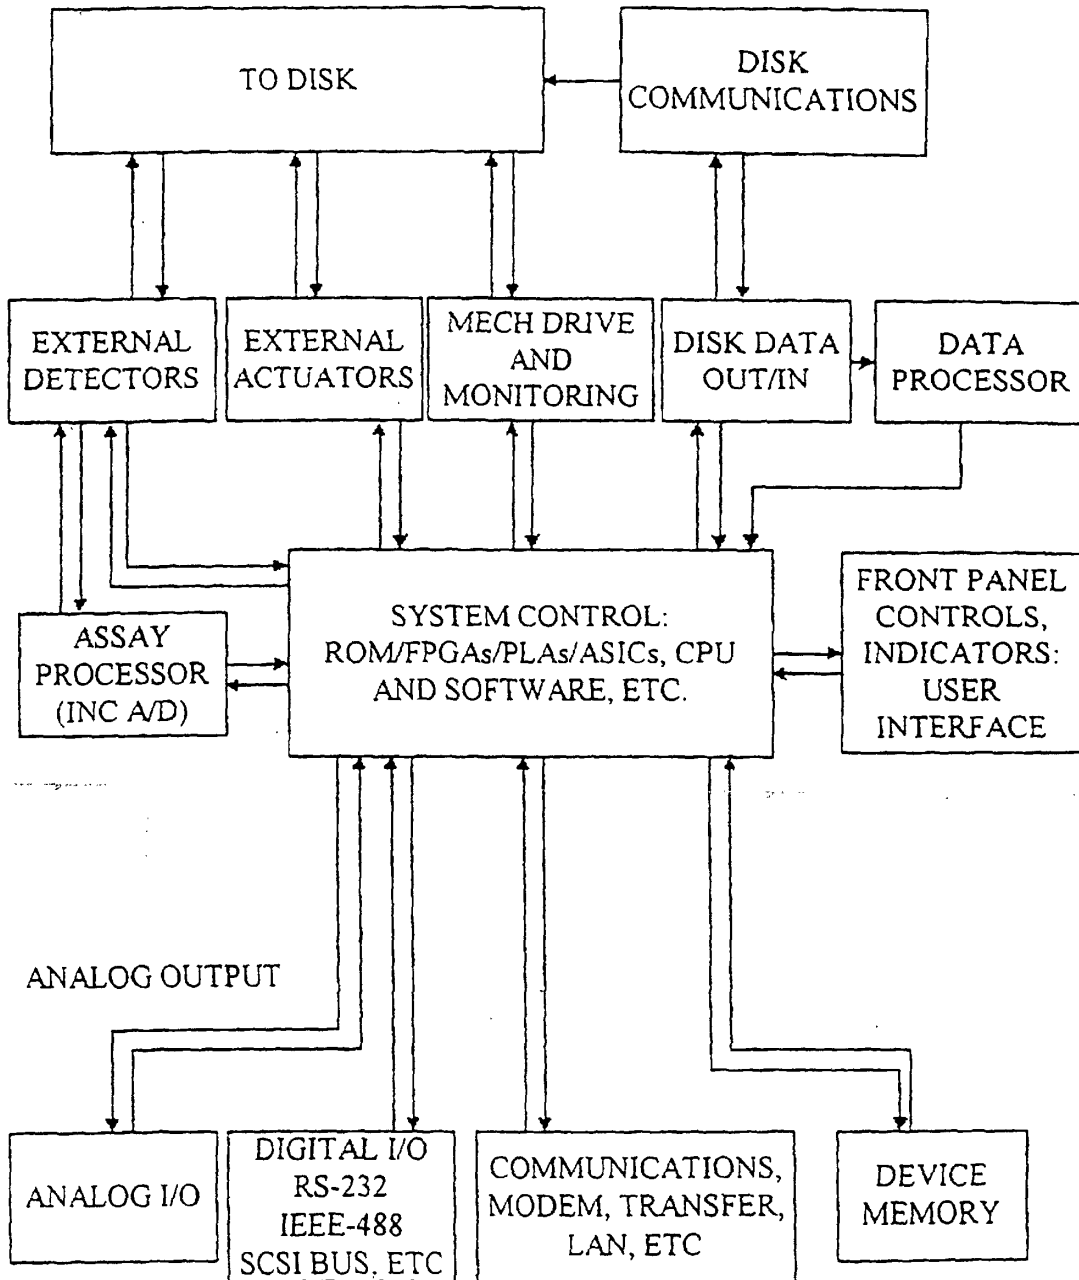 TO DISK
DISK
COMMUNICATIONS
EXTERNAL
DETECTORS
EXTERNAL
ACTUATORS
MECH DRIVE
AND
MONITORING
DISK DATA
OUT/IN
DATA
PROCESSOR
ASSAY
PROCESSOR
(INC A/D)
SYSTEM CONTROL:
ROM/FPGAs/PLAs/ASICs, CPU
AND SOFTWARE, ETC.
FRONT PANEL
CONTROLS,
INDICATORS:
USER
INTERFACE
ANALOG OUTPUT
ANALOG I/O
DIGITAL I/O
RS-232
IEEE-488
SCSI BUS, ETC
COMMUNICATIONS,
MODEM, TRANSFER,
LAN, ETC
DEVICE
MEMORY